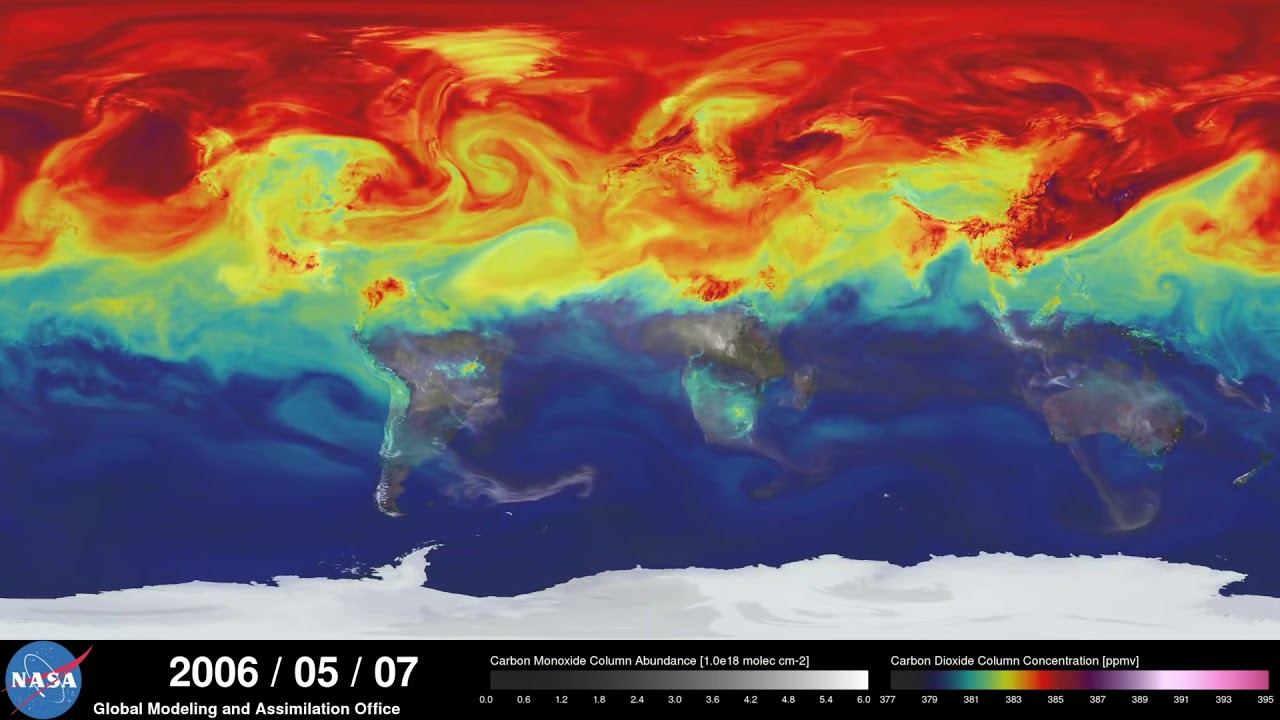 NASA
2006 / 05 / 07
Global Modeling and Assimilation Office
Carbon Monoxide Column Abundance [1.0e18 molec cm-2]
0.0 0.6 1.2 1.8 2.4 3.0 3.6 4.2 4.8 5.4 6.0
Carbon Dioxide Column Concentration [ppmv]
377 379 381 383 385 387 389 391 393 395